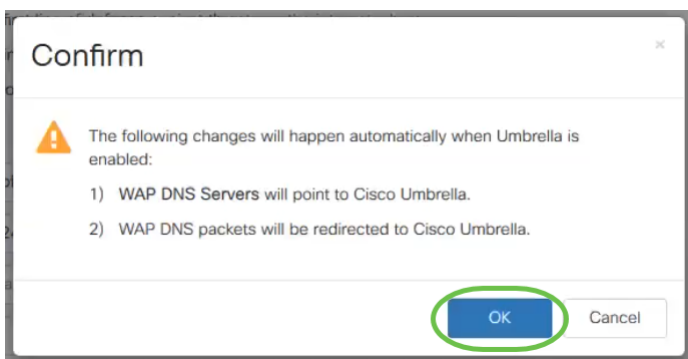 Confirm
×
The following changes will happen automatically when Umbrella is
enabled:
1) WAP DNS Servers will point to Cisco Umbrella.
2) WAP DNS packets will be redirected to Cisco Umbrella.
OK
Cancel